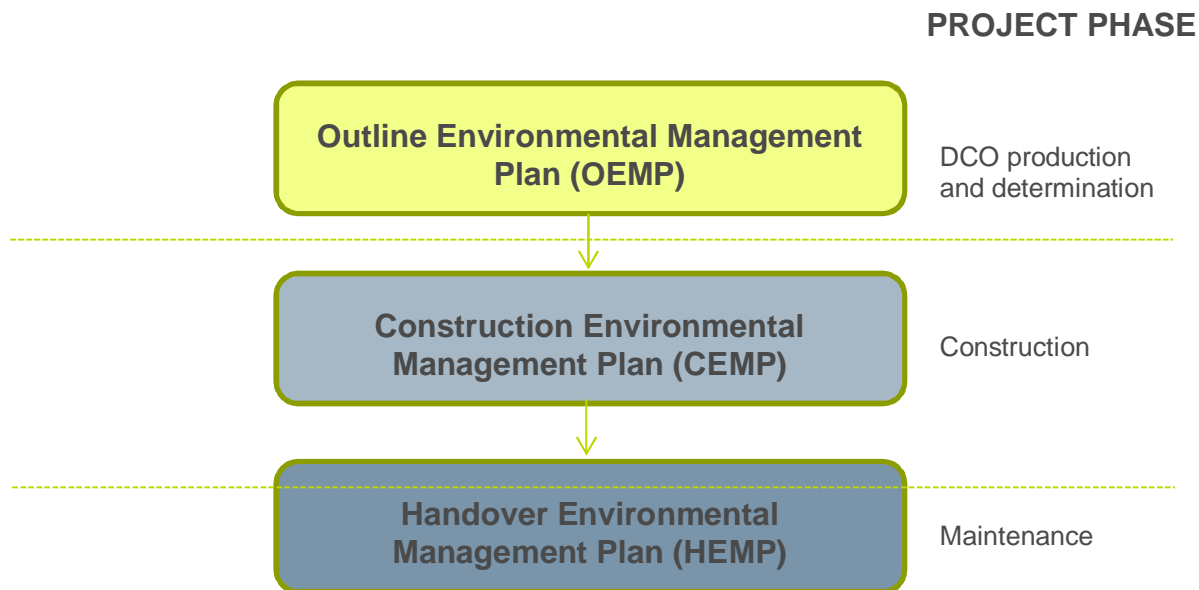 PROJECT PHASE
Outline Environmental Management
Plan (OEMP)
DCO production
and determination
Construction Environmental
Management Plan (CEMP)
Construction
Handover Environmental
Management Plan (HEMP)
Maintenance